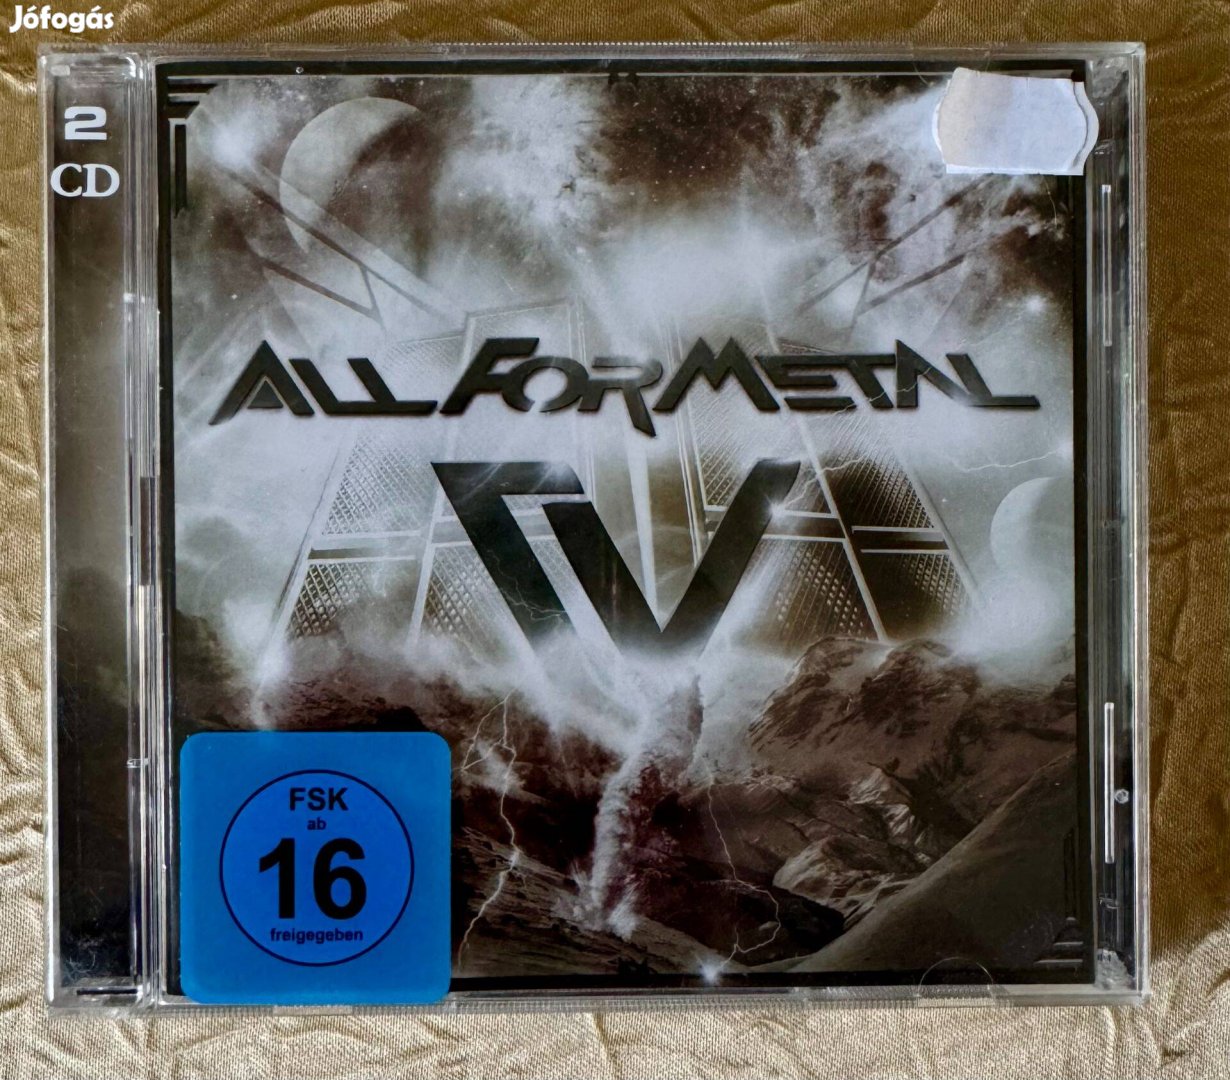 Jófogás
2
CD
ALL FOR METAL
IV
FSK
ab
16
freigegeben